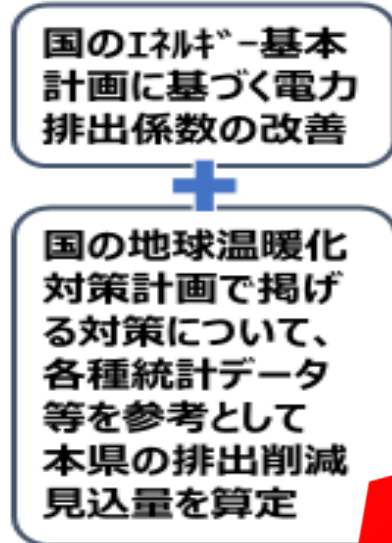 国のｴﾈﾙｷﾞｰ基本
計画に基づく電力
排出係数の改善
+
国の地球温暖化
対策計画で掲げ
る対策について、
各種統計データ
等を参考として
本県の排出削減
見込量を算定